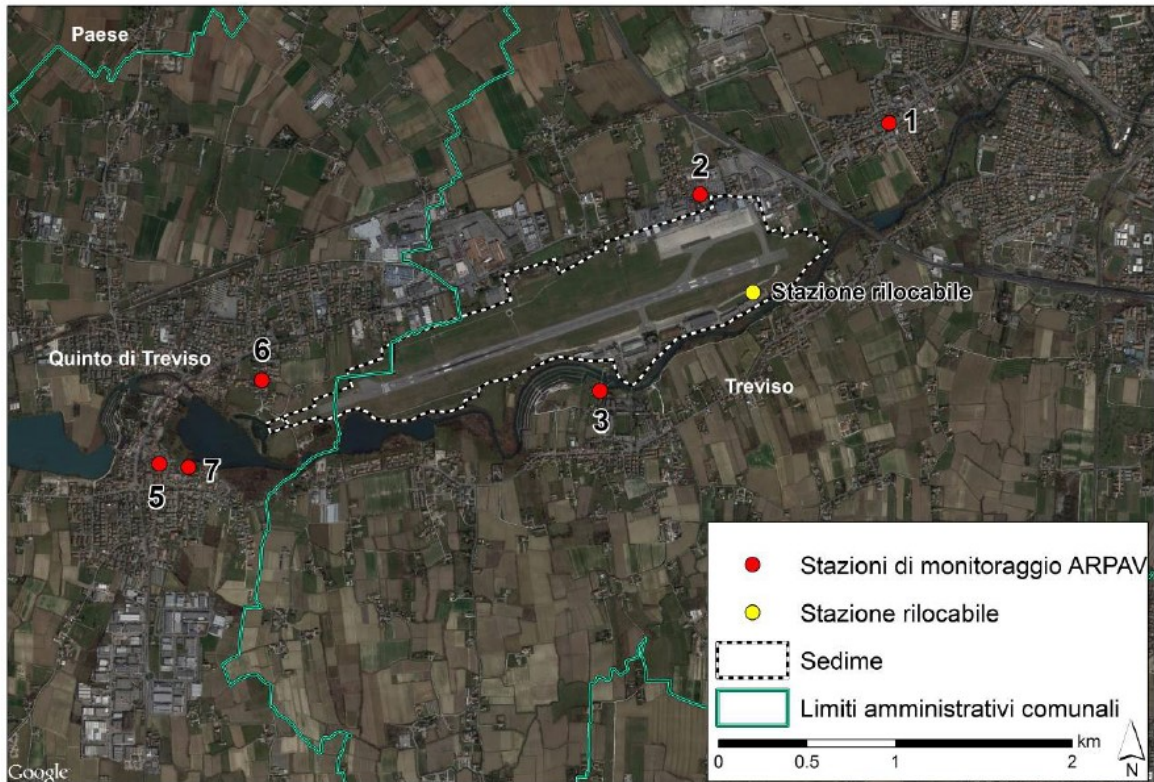 Paese
1
2
Stazione rilocabile
6
Quinto di Treviso
Treviso
3
5
7
Stazioni di monitoraggio ARPAV
Stazione rilocabile
Sedime
Limiti amministrativi comunali
km
0 0.5 1 2
N
Google